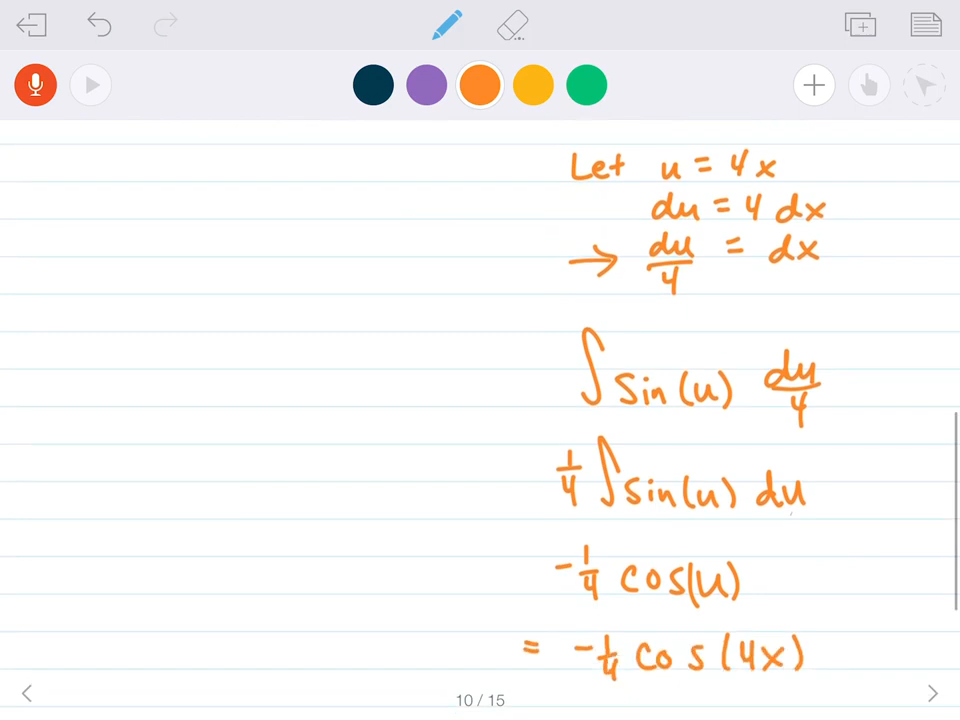 Let u = 4x
du = 4 dx
→ du/4 = dx
∫ sin(u) du/4
1/4 ∫ sin(u) du
-1/4 cos(u)
= -1/4 cos(4x)
10 / 15